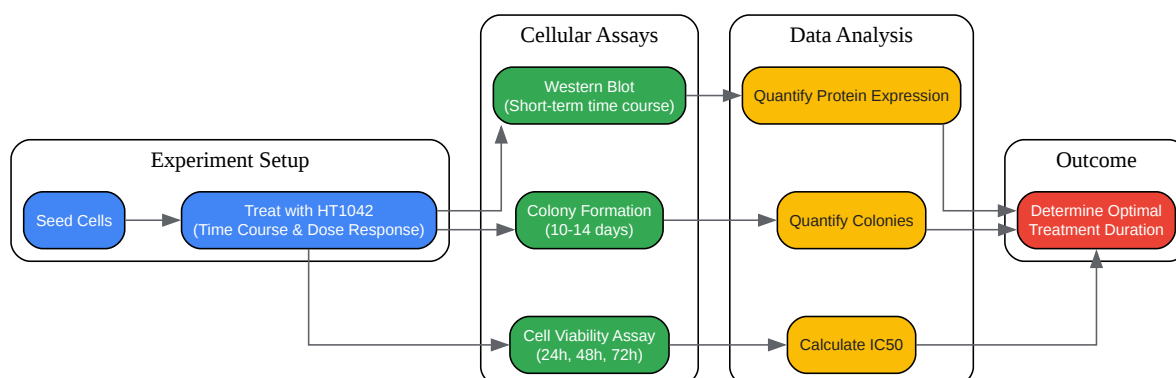 Experiment Setup
Seed Cells
Treat with HT1042
(Time Course & Dose Response)
Cellular Assays
Western Blot
(Short-term time course)
Colony Formation
(10-14 days)
Cell Viability Assay
(24h, 48h, 72h)
Data Analysis
Quantify Protein Expression
Quantify Colonies
Calculate IC50
Outcome
Determine Optimal
Treatment Duration